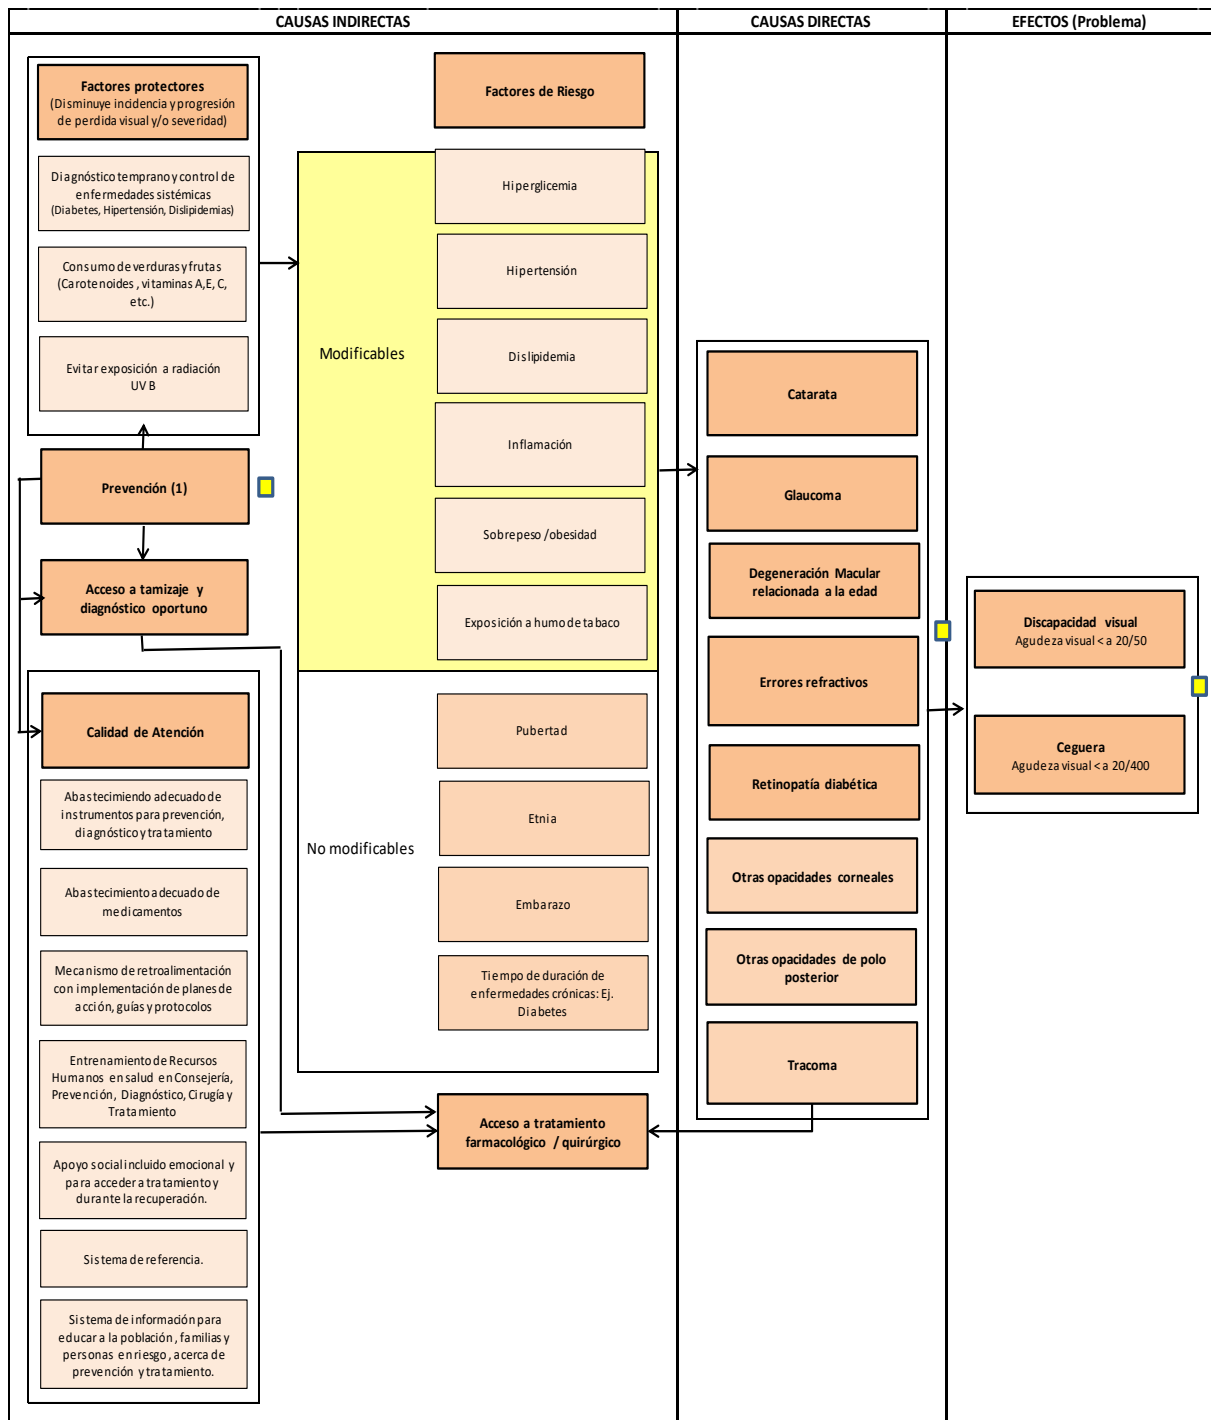 CAUSAS INDIRECTAS
CAUSAS DIRECTAS
EFECTOS (Problema)
Factores protectores
(Disminuye incidencia y progresión
de perdida visual y/o severidad)
Diagnóstico temprano y control de
enfermedades sistémicas
(Diabetes, Hipertensión, Dislipidemias)
Consumo de verduras y frutas
(Carotenoides , vitaminas A,E, C,
etc.)
Evitar exposición a radiación
UV B
Prevención (1)
Acceso a tamizaje y
diagnóstico oportuno
Calidad de Atención
Abastecimiendo adecuado de
instrumentos para prevención,
diagnóstico y tratamiento
Abastecimiento adecuado de
medicamentos
Mecanismo de retroalimentación
con implementación de planes de
acción, guías y protocolos
Entrenamiento de Recursos
Humanos en salud en Consejería,
Prevención, Diagnóstico, Cirugía y
Tratamiento
Apoyo social incluido emocional y
para acceder a tratamiento y
durante la recuperación.
Sistema de referencia.
Sistema de información para
educar a la población , familias y
personas en riesgo , acerca de
prevención y tratamiento.
Factores de Riesgo
Modificables
Hiperglicemia
Hipertensión
Dislipidemia
Inflamación
Sobrepeso /obesidad
Exposición a humo de tabaco
No modificables
Pubertad
Etnia
Embarazo
Tiempo de duración de
enfermedades crónicas: Ej.
Diabetes
Acceso a tratamiento
farmacológico / quirúrgico
Catarata
Glaucoma
Degeneración Macular
relacionada a la edad
Errores refractivos
Retinopatía diabética
Otras opacidades corneales
Otras opacidades de polo
posterior
Tracoma
Discapacidad visual
Agudeza visual < a 20/50
Ceguera
Agudeza visual < a 20/400